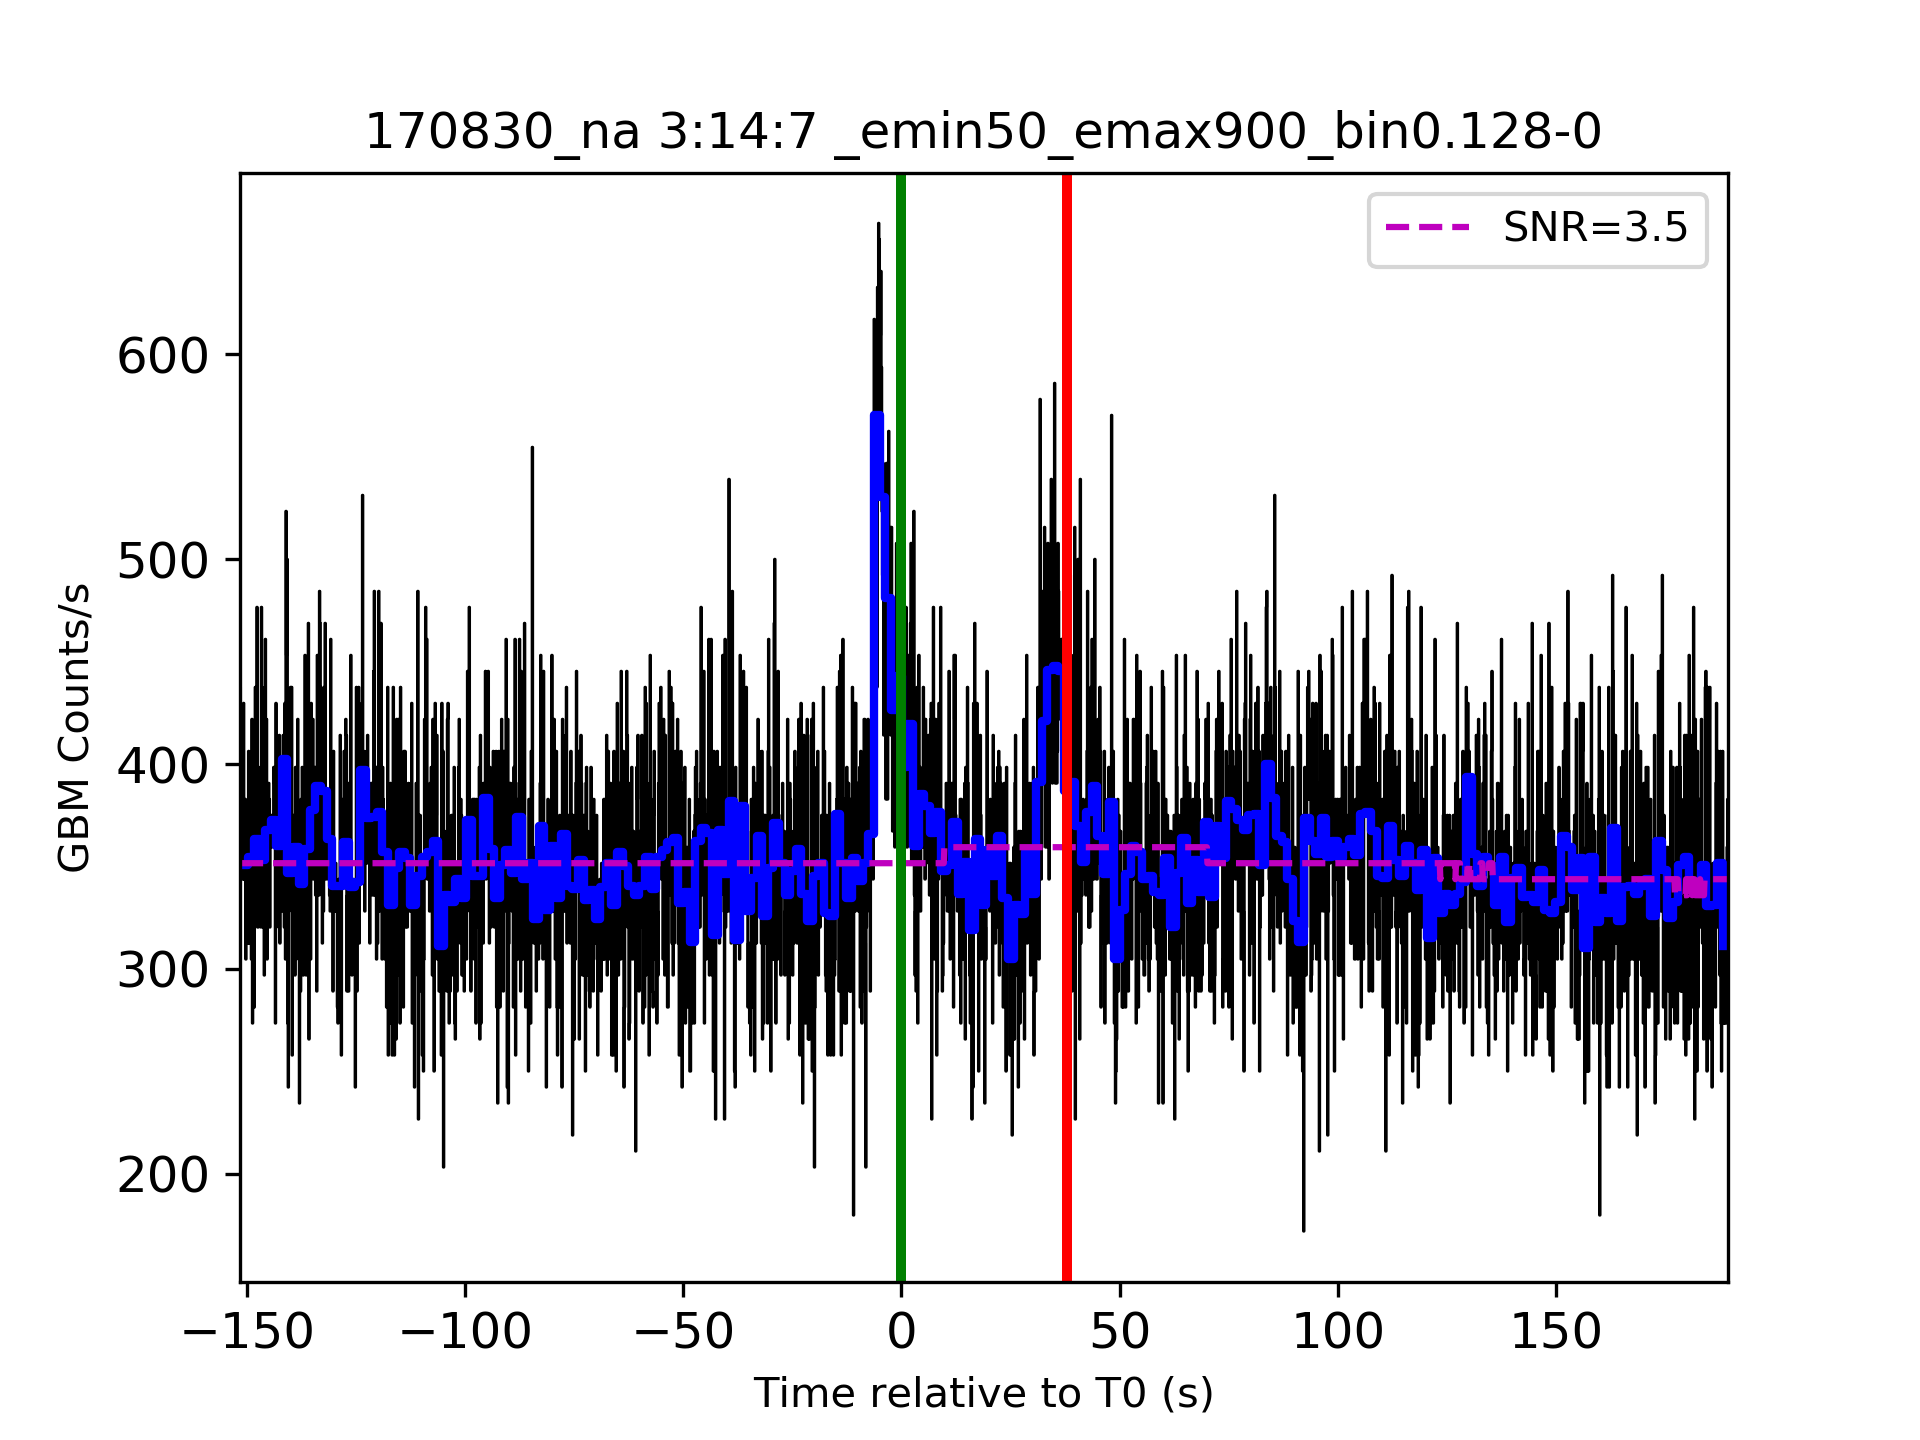 170830_na 3:14:7 _emin50_emax900_bin0.128-0
SNR=3.5
GBM Counts/s
600
500
400
300
200
−150 −100 −50 0 50 100 150
Time relative to T0 (s)